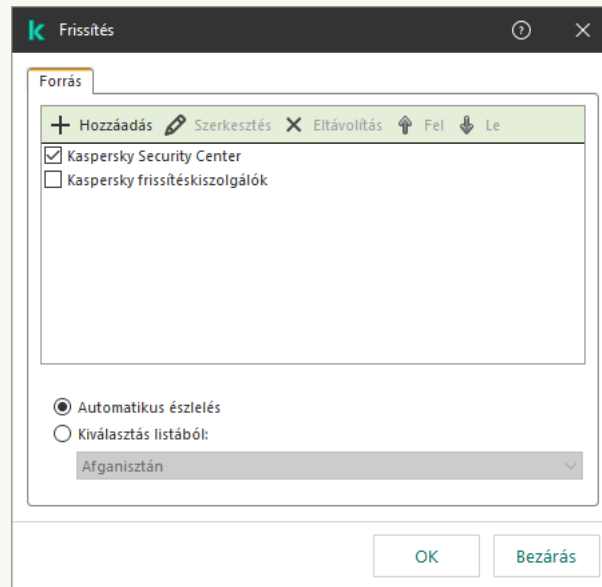 Frissítés
Forrás
Hozzáadás Szerkesztés Eltávolítás Fel Le
Kaspersky Security Center
Kaspersky frissítéskiszolgálók
Automatikus észlelés
Kiválasztás listából:
Afganisztán
OK Bezárás